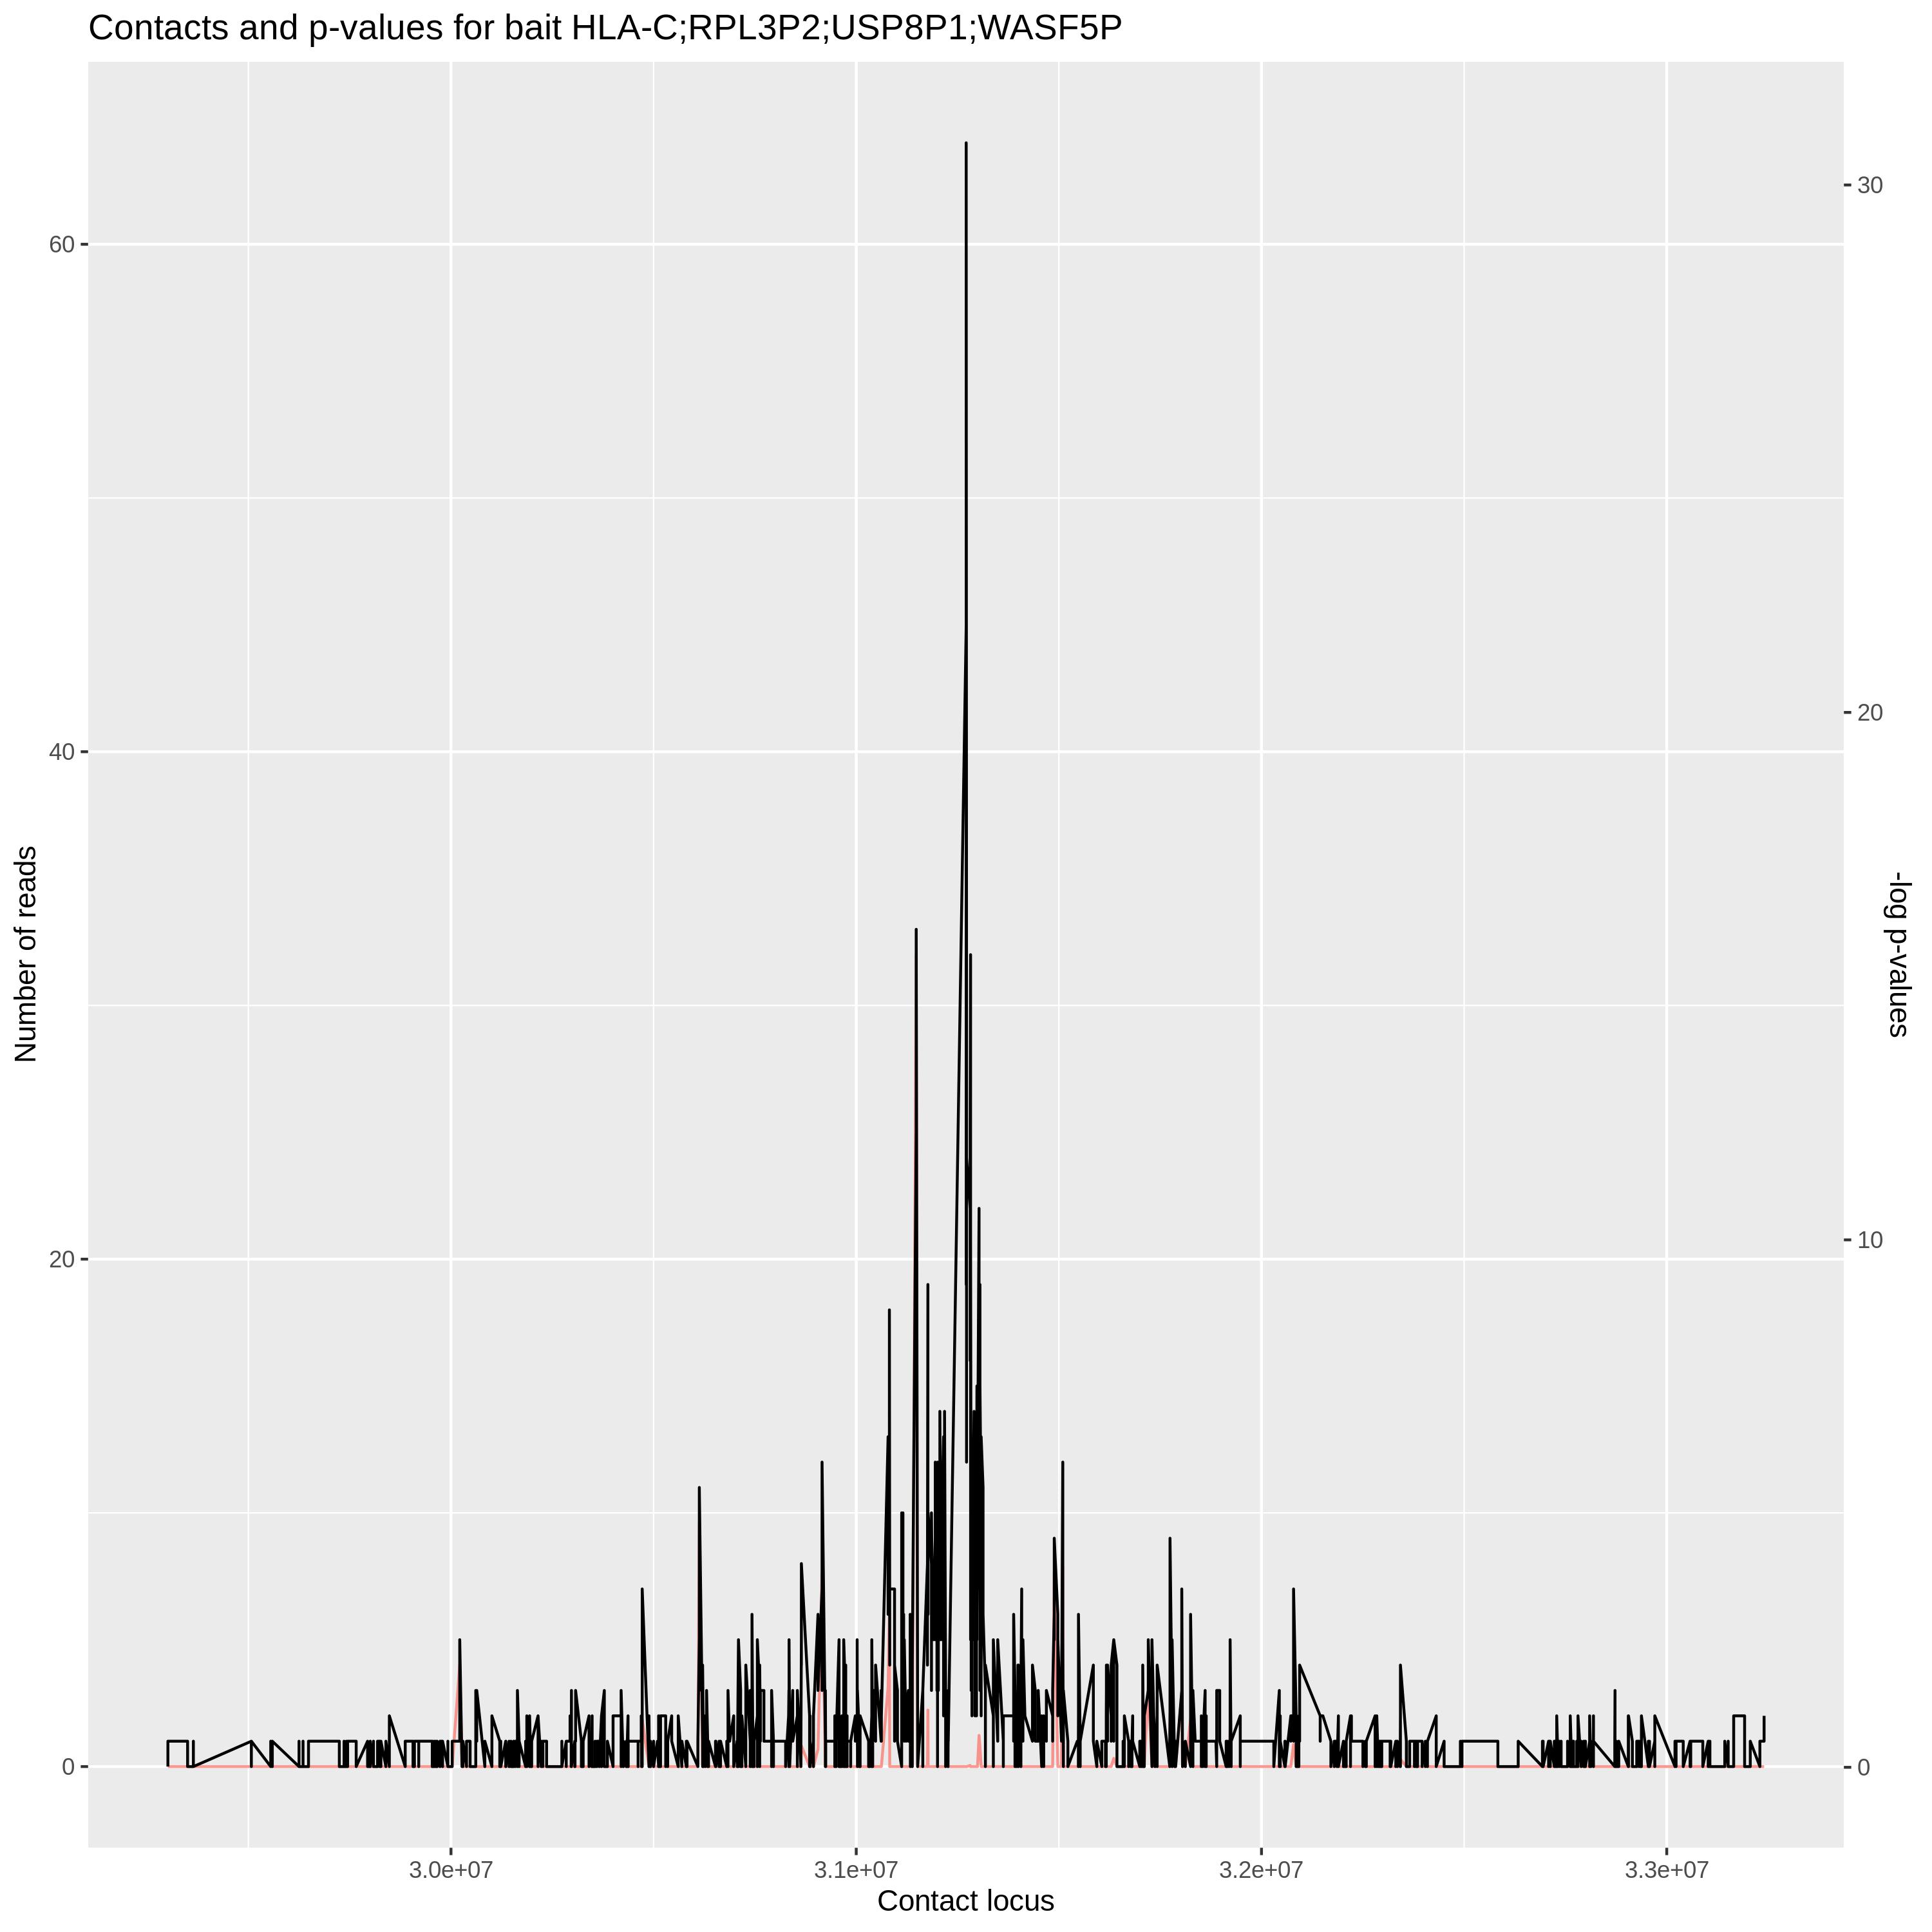 Contacts and p-values for bait HLA-C;RPL3P2;USP8P1;WASF5P
60
40
20
0
Number of reads
30
20
10
0
-log p-values
3.0e+07
3.1e+07
3.2e+07
3.3e+07
Contact locus